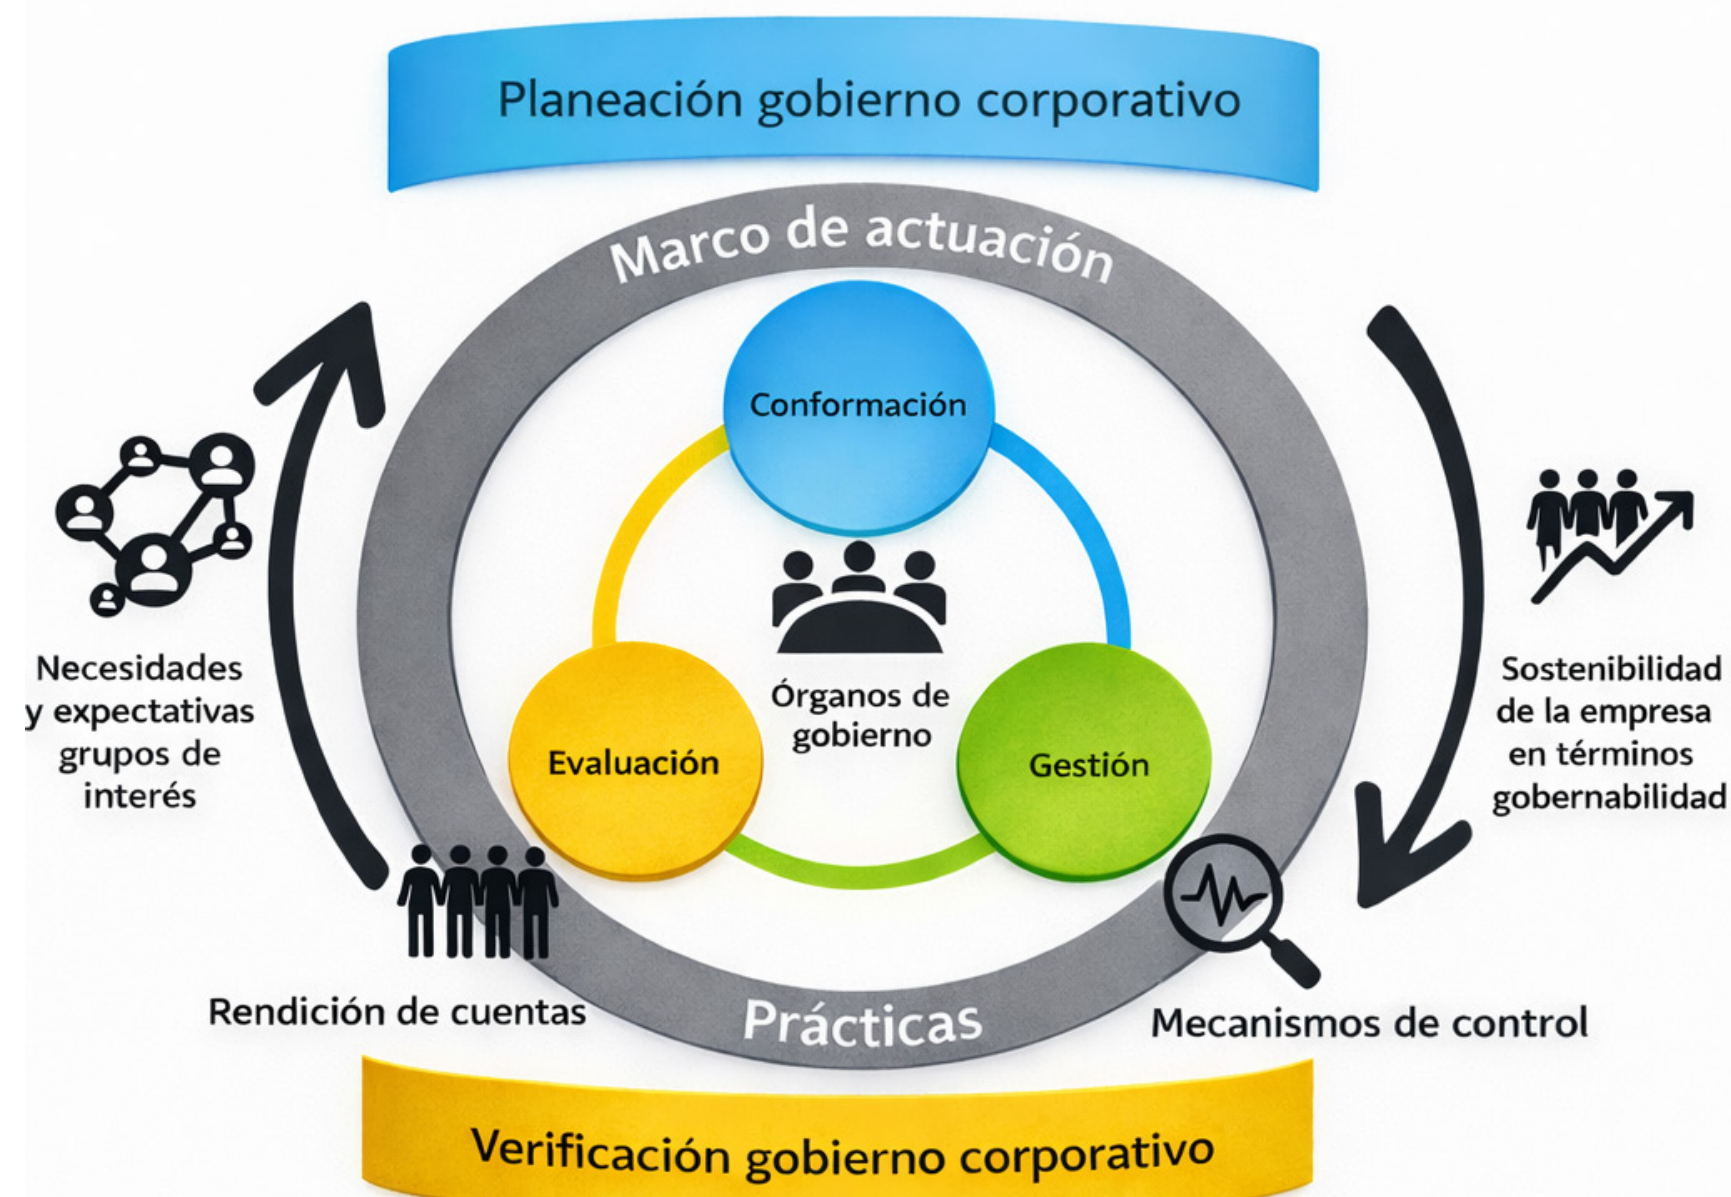 Planeación gobierno corporativo
Marco de actuación
Conformación
Necesidades
y expectativas
grupos de
interés
Órganos de
gobierno
Sostenibilidad
de la empresa
en términos
gobernabilidad
Evaluación
Gestión
Rendición de cuentas
Prácticas
Mecanismos de control
Verificación gobierno corporativo